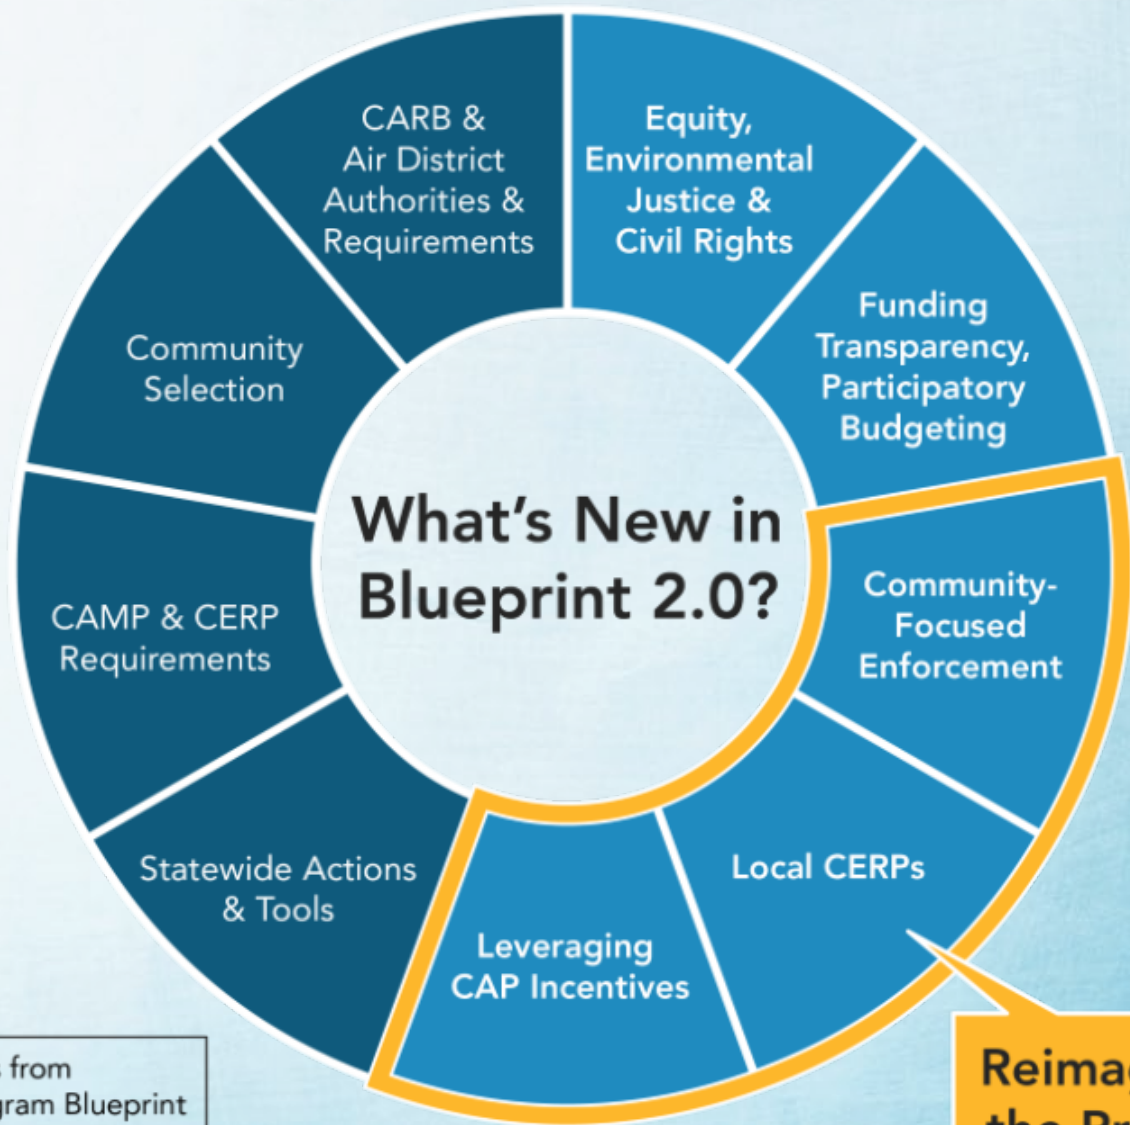 CARB &
Air District
Authorities &
Requirements
Equity,
Environmental
Justice &
Civil Rights
Funding
Transparency,
Participatory
Budgeting
Community
Selection
What's New in
Blueprint 2.0?
Community-
Focused
Enforcement
CAMP & CERP
Requirements
Statewide Actions
& Tools
Local CERPs
Leveraging
CAP Incentives
from
Blueprint